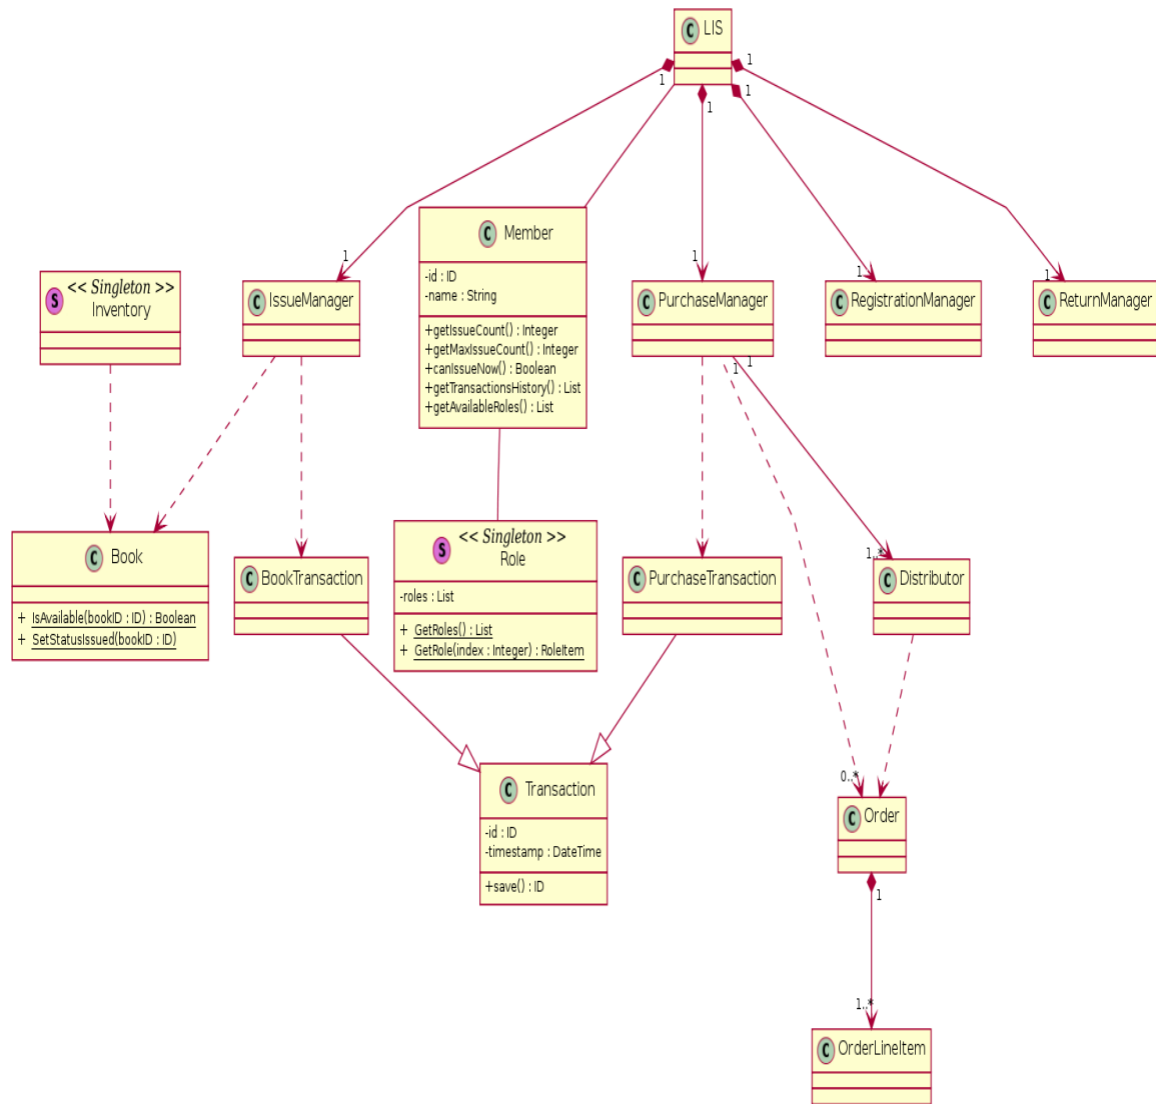 C LIS
1
1
1
1
C Member
-id : ID
-name : String
+getIssueCount() : Integer
+getMaxIssueCount() : Integer
+canIssueNow() : Boolean
+getTransactionsHistory() : List
+getAvailableRoles() : List
1
1
1
1
S << Singleton >>
Inventory
C IssueManager
C PurchaseManager
C RegistrationManager
C ReturnManager
1
1
C Book
+ IsAvailable(bookID : ID) : Boolean
+ SetStatusIssued(bookID : ID)
C BookTransaction
S << Singleton >>
Role
-roles : List
+ GetRoles() : List
+ GetRole(index : Integer) : RoleItem
C PurchaseTransaction
1..*
C Distributor
C Transaction
-id : ID
-timestamp : DateTime
+save() : ID
0..*
C Order
1
1..*
C OrderLineItem